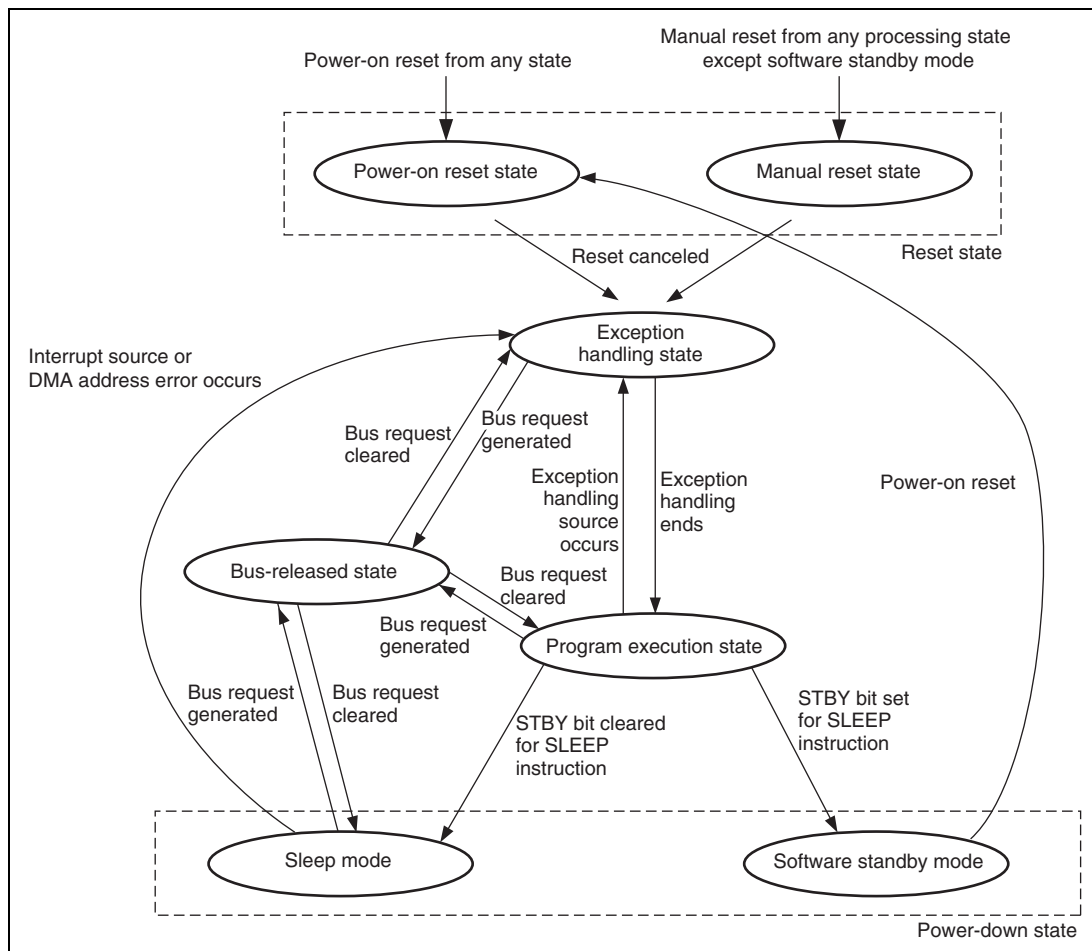 Power-on reset from any state
Manual reset from any processing state
except software standby mode
Power-on reset state
Manual reset state
Reset canceled
Reset state
Exception
handling state
Interrupt source or
DMA address error occurs
Bus request
cleared
Bus request
generated
Exception
handling
source
occurs
Exception
handling
ends
Power-on reset
Bus-released state
Bus request
cleared
Bus request
generated
Program execution state
Bus request
generated
Bus request
cleared
STBY bit cleared
for SLEEP
instruction
STBY bit set
for SLEEP
instruction
Sleep mode
Software standby mode
Power-down state